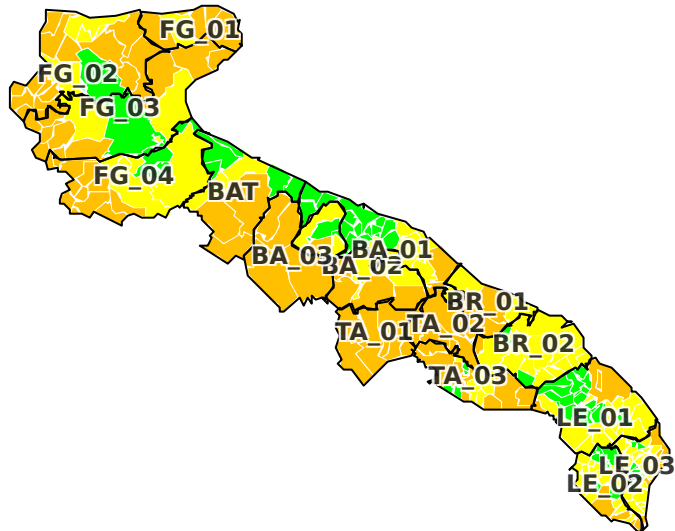 FG_01
FG_02
FG_03
FG_04
BAT
BA_01
BA_03
BA_02
BR_01
TA_01
TA_02
BR_02
TA_03
LE_01
LE_03
LE_02